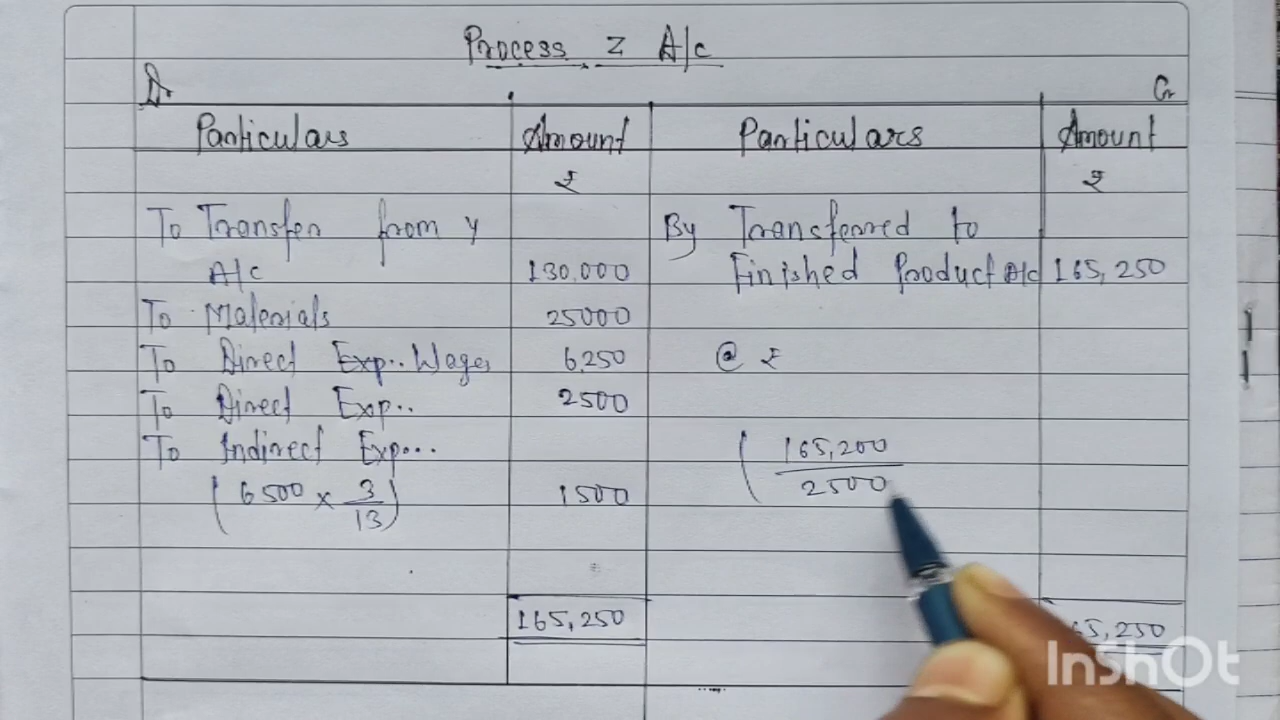 Process Z A/c
Dr Cr
Particulars Amount Particulars Amount
₹ ₹
To Transfer from Y By Transferred to
A/c 130,000 Finished Product A/c 165,250
To Materials 25000
To Direct Exp.. Wages 6,250 @ ₹
To Direct Exp.. 2500
To Indirect Exp... (165,200
(6500 × 3/13) 1500 2500
165,250 65,250
InShOt